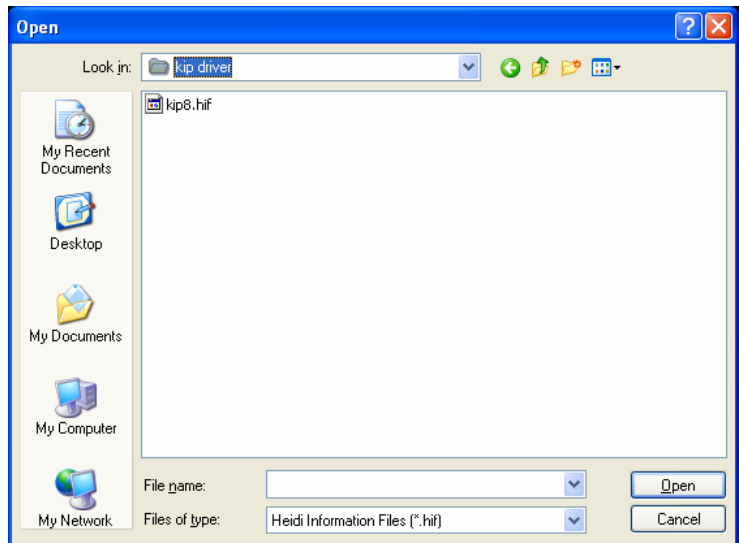 Open
Look in: kip driver
kip8.hif
My Recent
Documents
Desktop
My Documents
My Computer
My Network
File name:
Open
Files of type: Heidi Information Files (*.hif)
Cancel